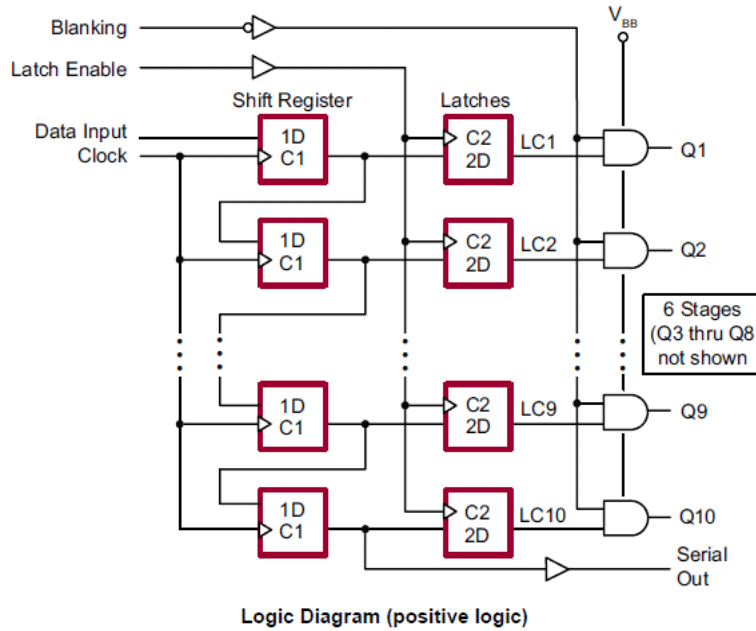 Blanking
V_BB
Latch Enable
Shift Register
Latches
Data Input
Clock
1D
C1
C2
2D
LC1
Q1
1D
C1
C2
2D
LC2
Q2
6 Stages
(Q3 thru Q8
not shown
1D
C1
C2
2D
LC9
Q9
1D
C1
C2
2D
LC10
Q10
Serial
Out
Logic Diagram (positive logic)